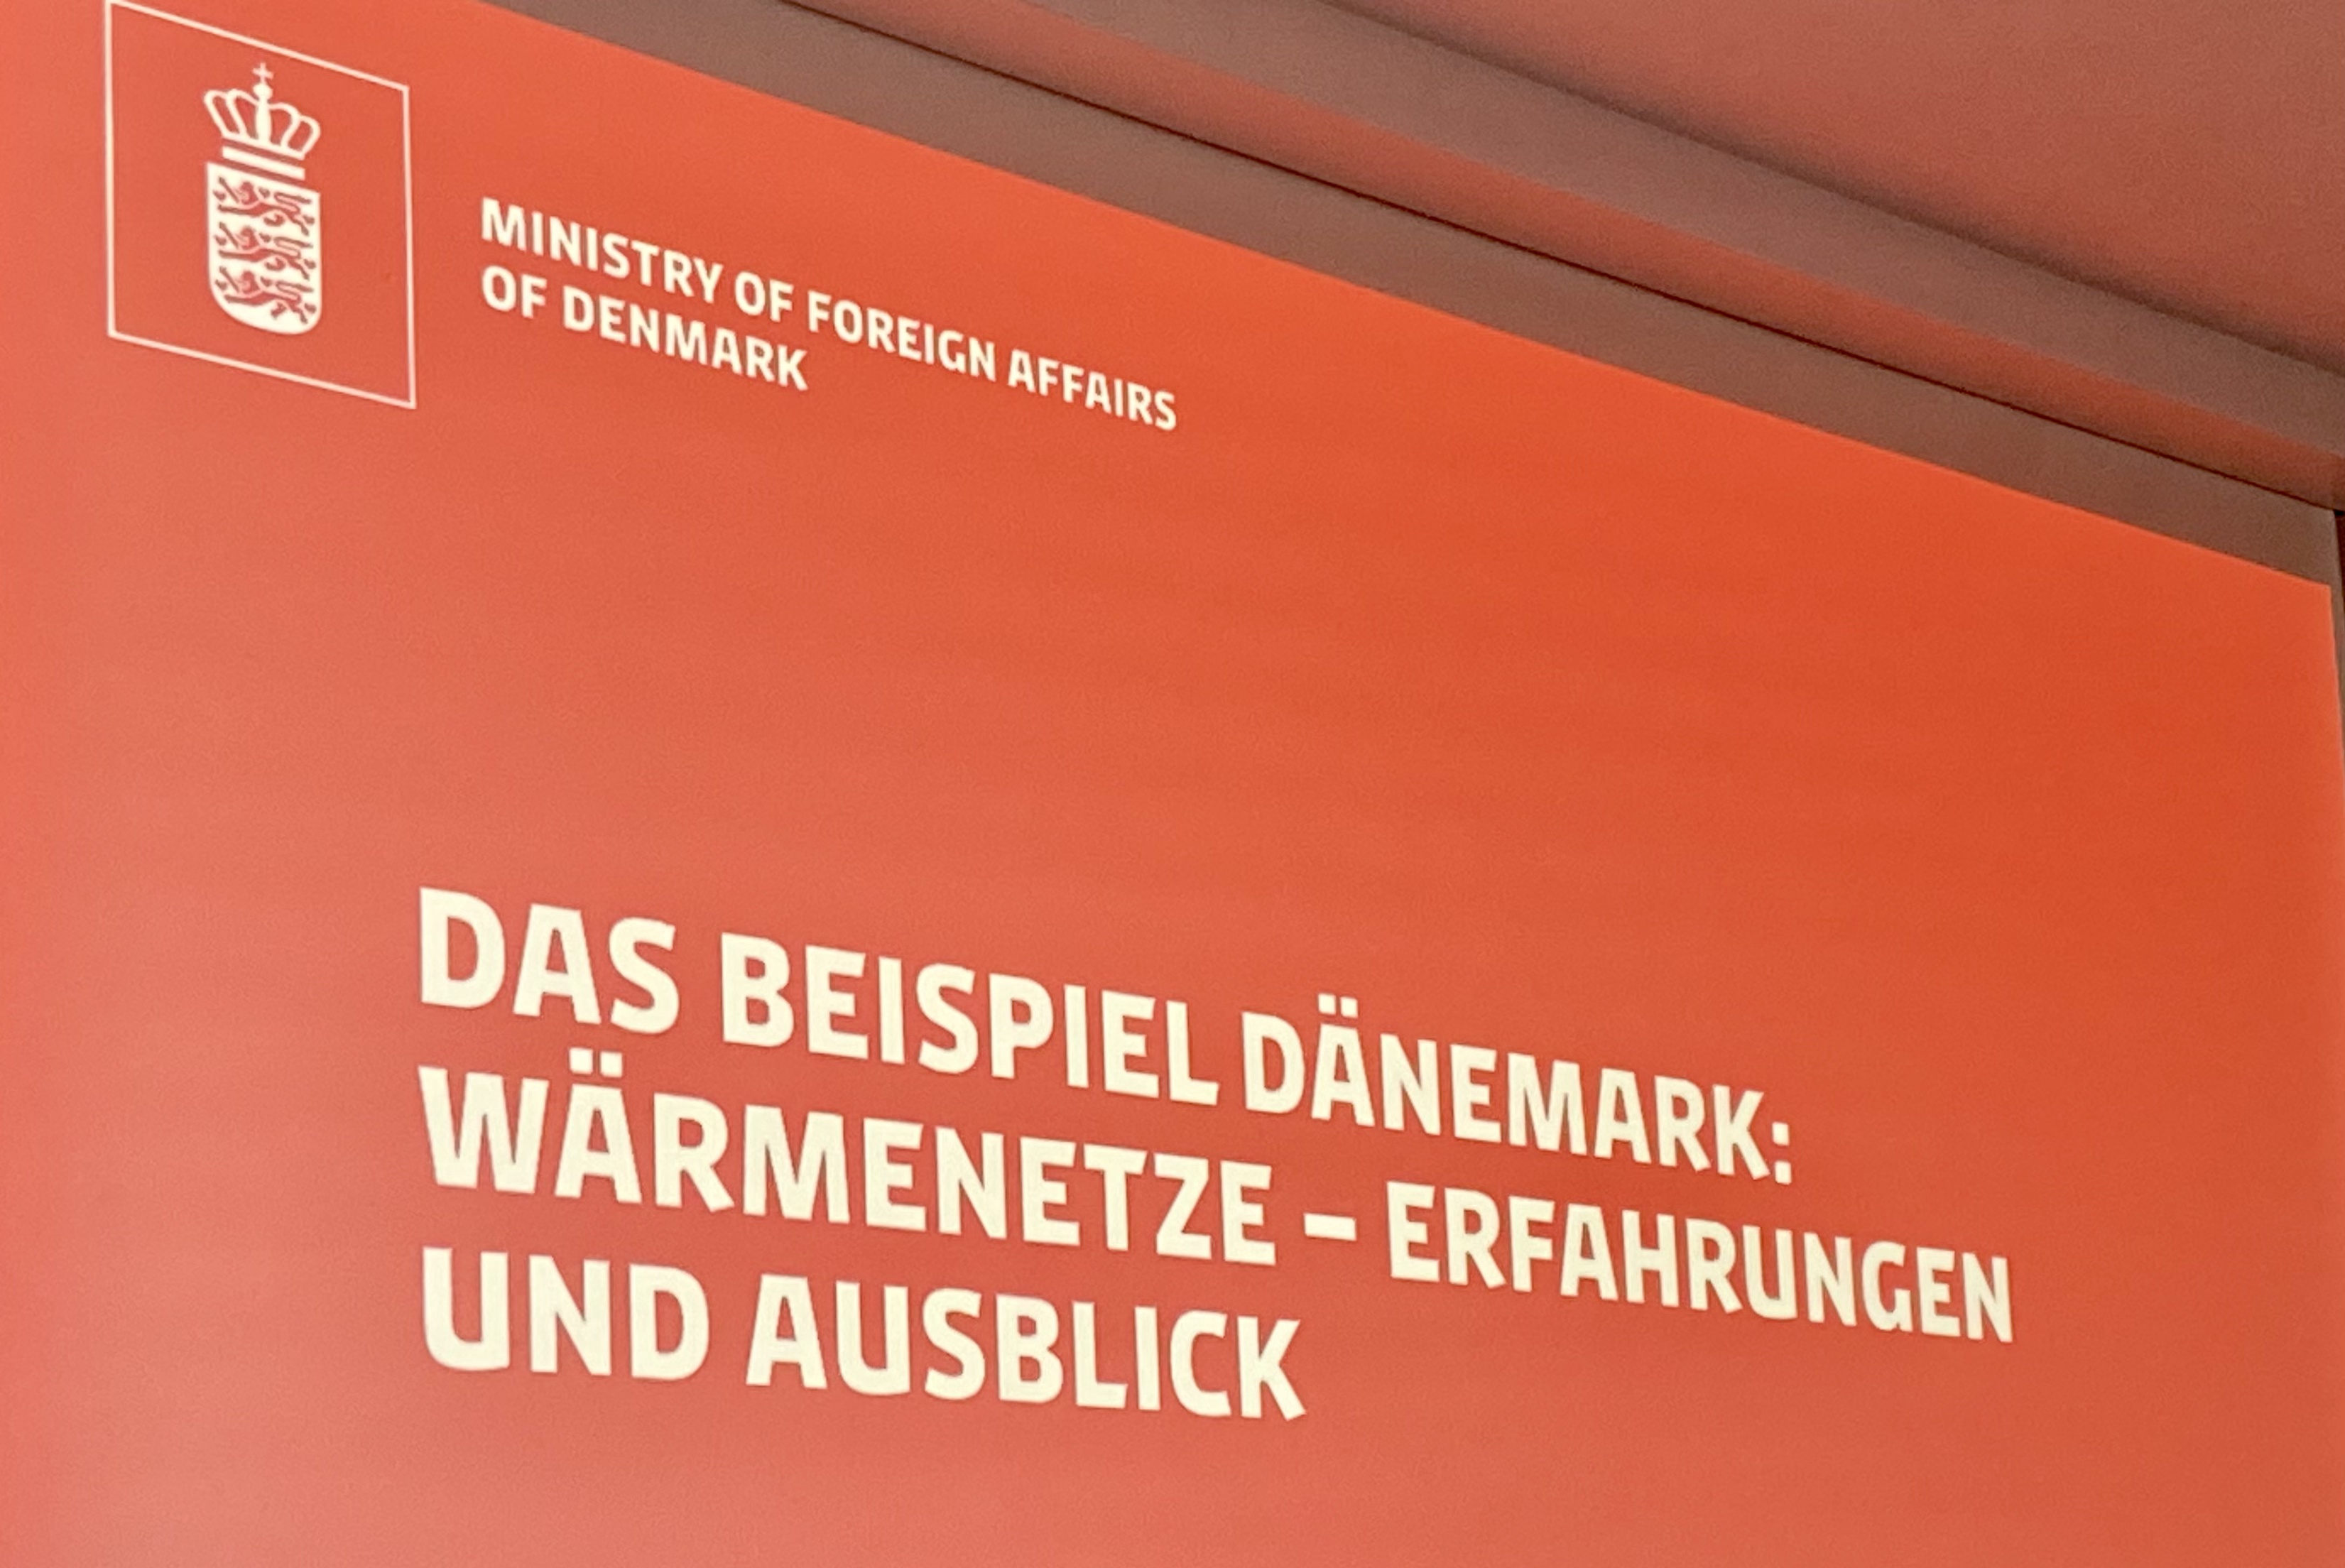 MINISTRY OF FOREIGN AFFAIRS
OF DENMARK
DAS BEISPIEL DÄNEMARK:
WÄRMENETZE – ERFAHRUNGEN
UND AUSBLICK